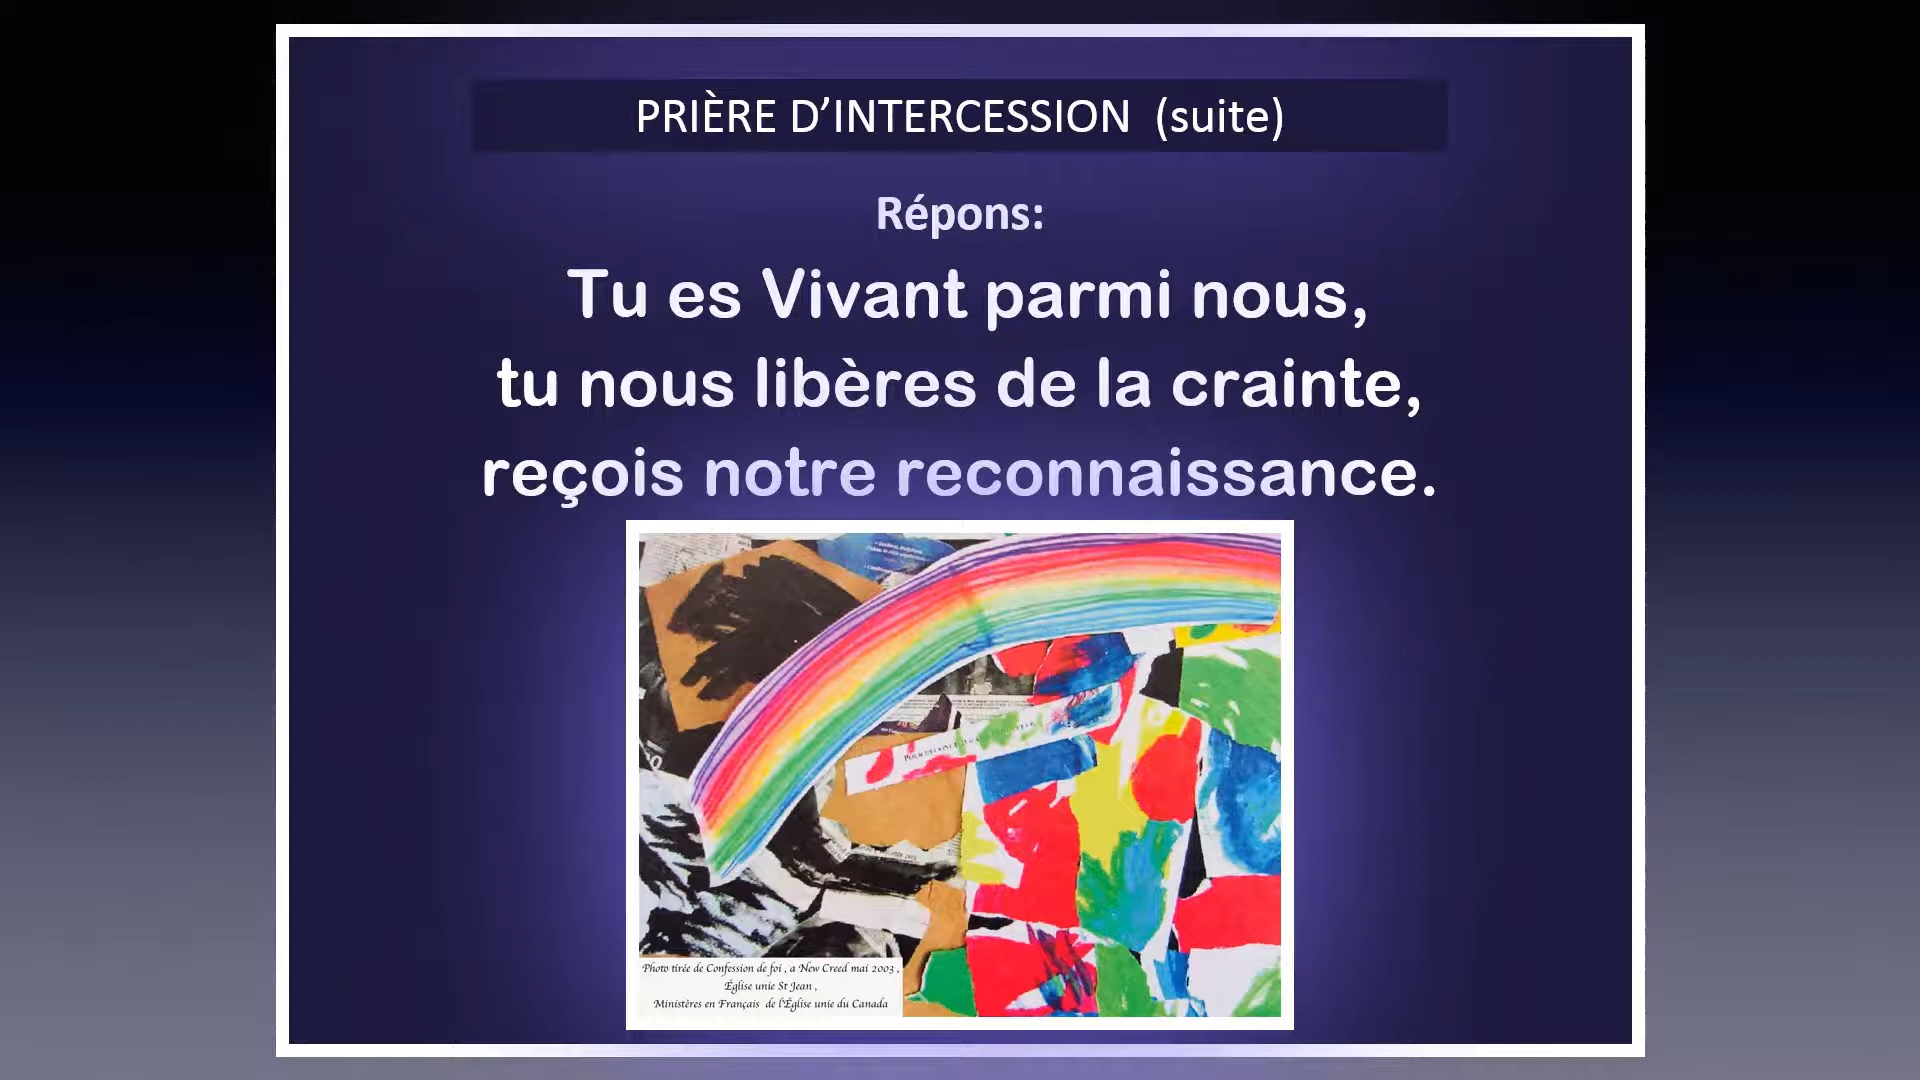 PRIÈRE D’INTERCESSION (suite)
Répons:
Tu es Vivant parmi nous,
tu nous libères de la crainte,
reçois notre reconnaissance.
Photo tirée de Confession de foi , a New Creed mai 2003 ,
Église unie St Jean ,
Ministères en Français de l'Église unie du Canada